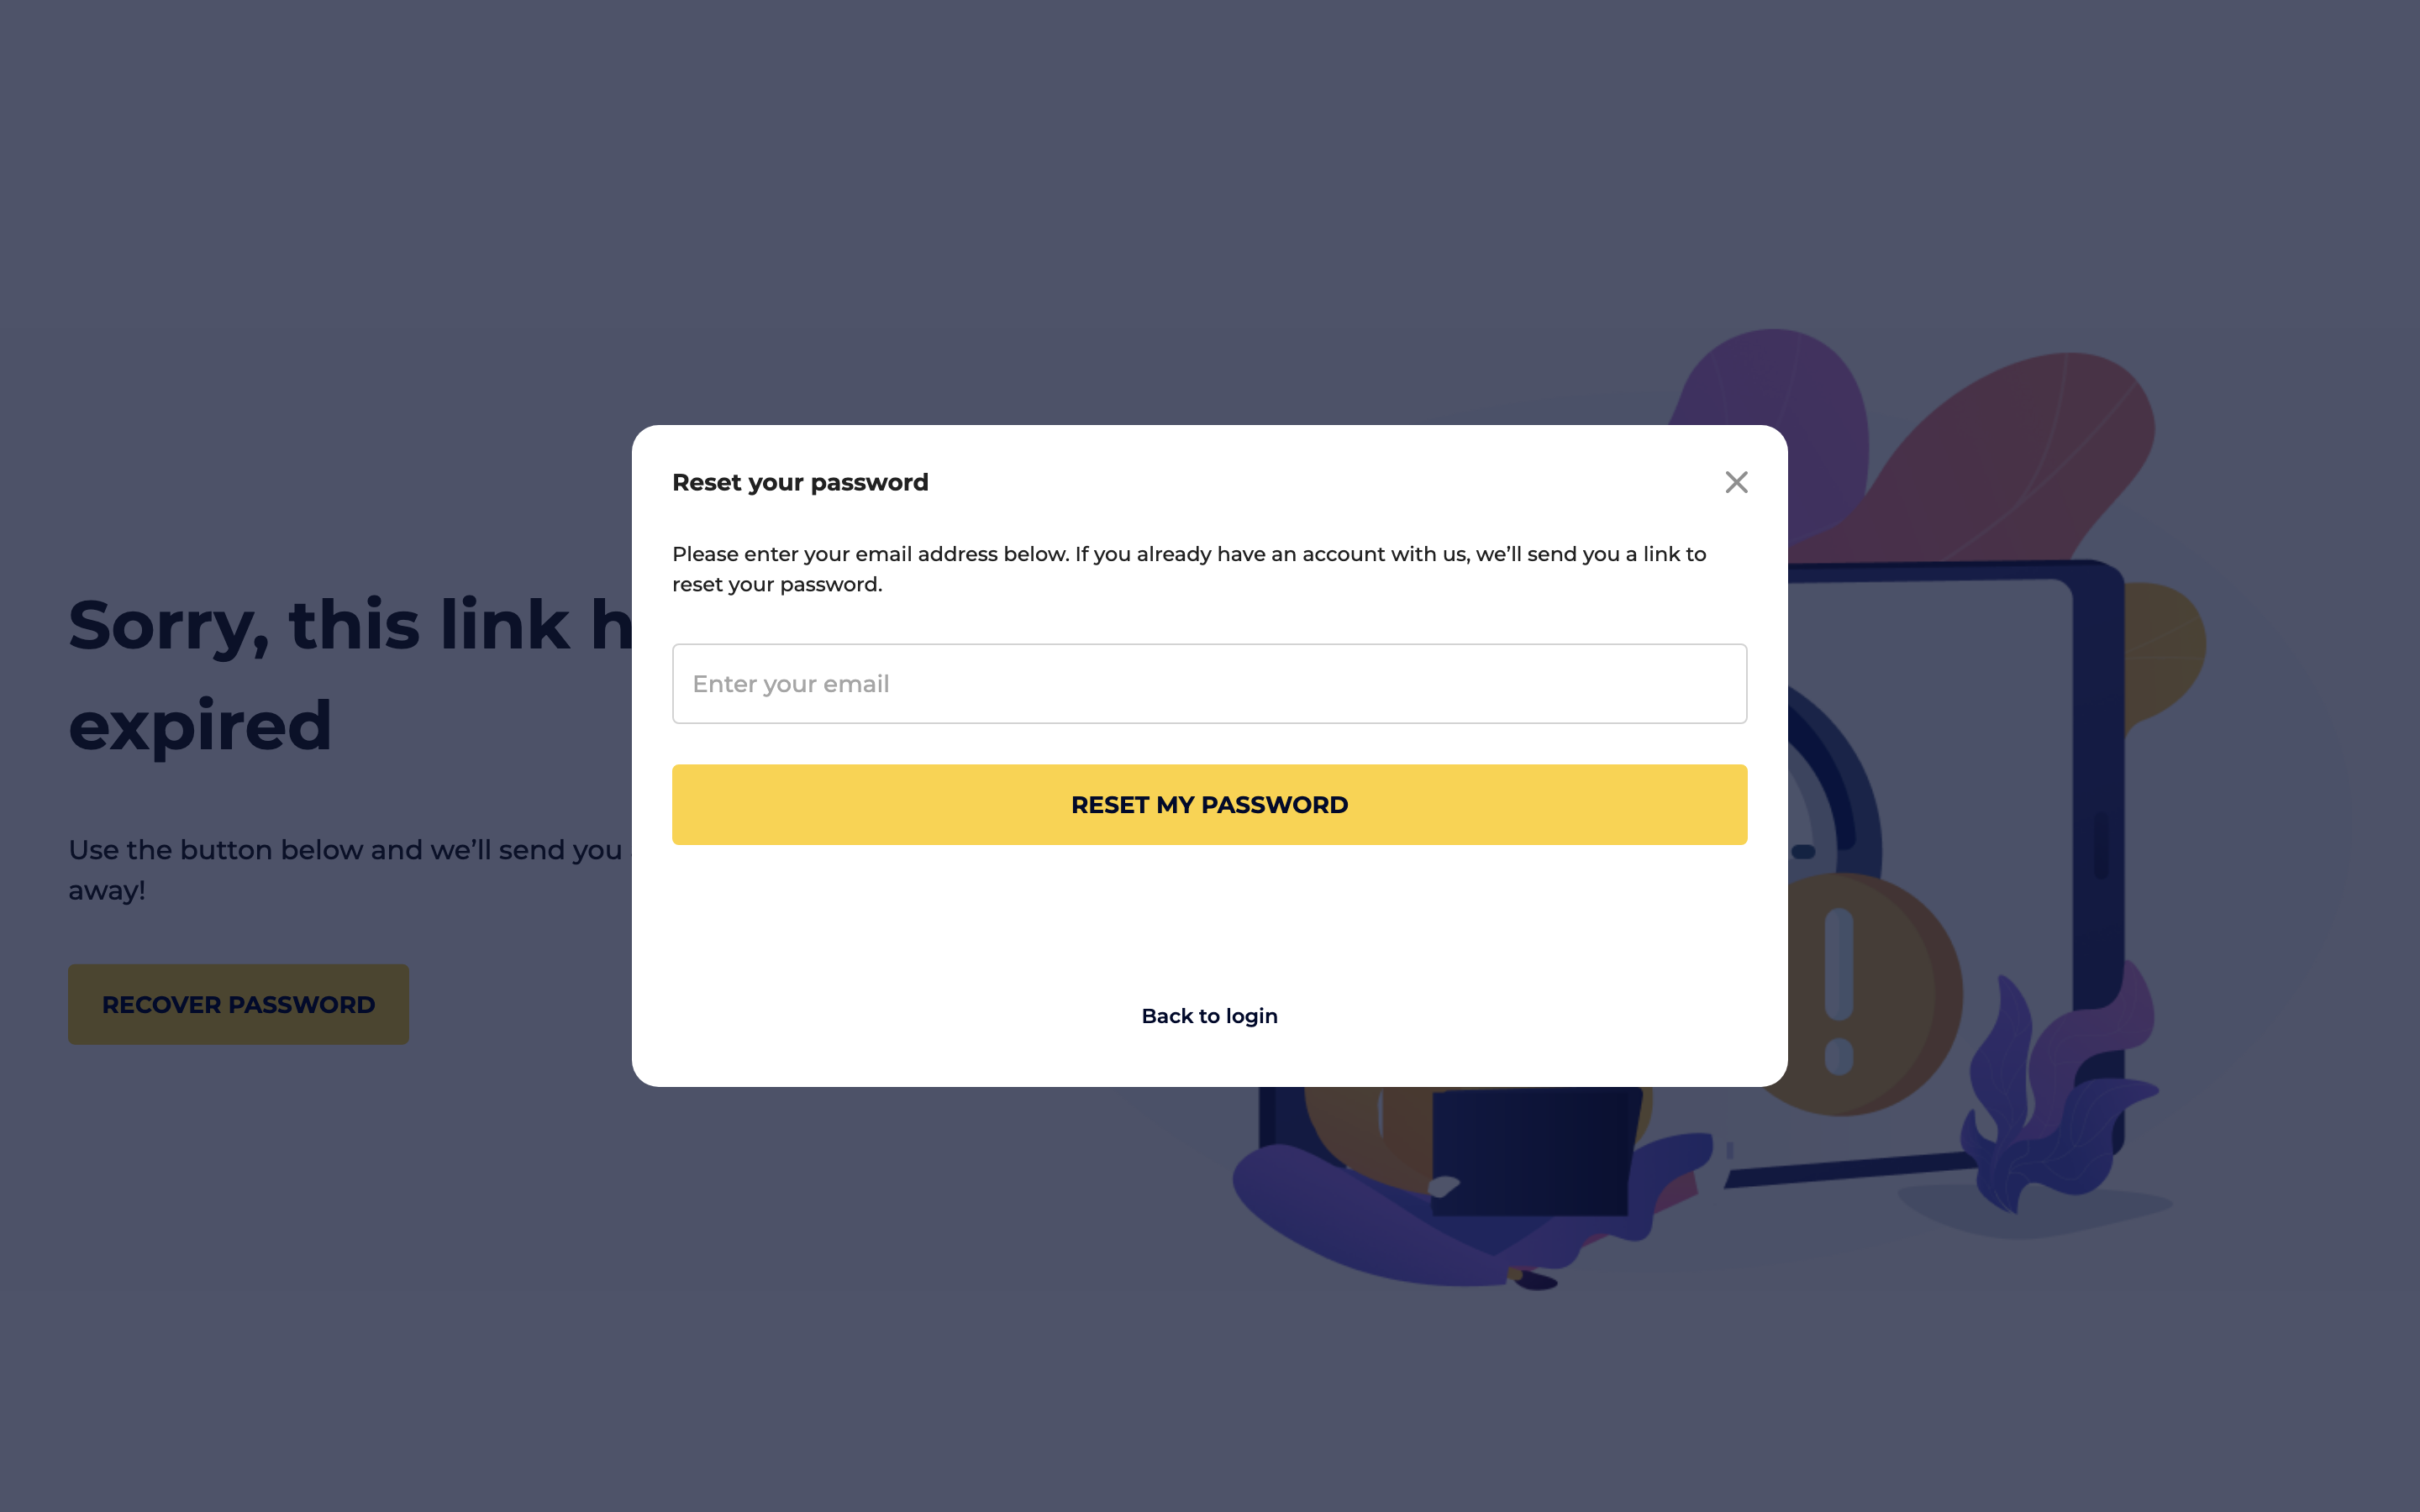 Reset your password
Please enter your email address below. If you already have an account with us, we’ll send you a link to
reset your password.
Enter your email
RESET MY PASSWORD
Back to login
Sorry, this link
expired
Use the button below and we’ll send you
away!
RECOVER PASSWORD